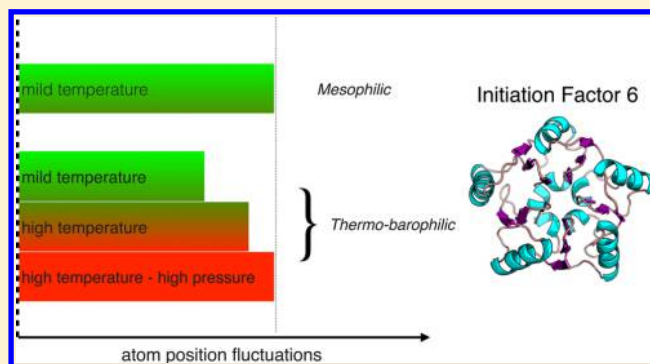 mild temperature
Mesophilic
Initiation Factor 6
mild temperature
high temperature
Thermo-barophilic
high temperature - high pressure
atom position fluctuations